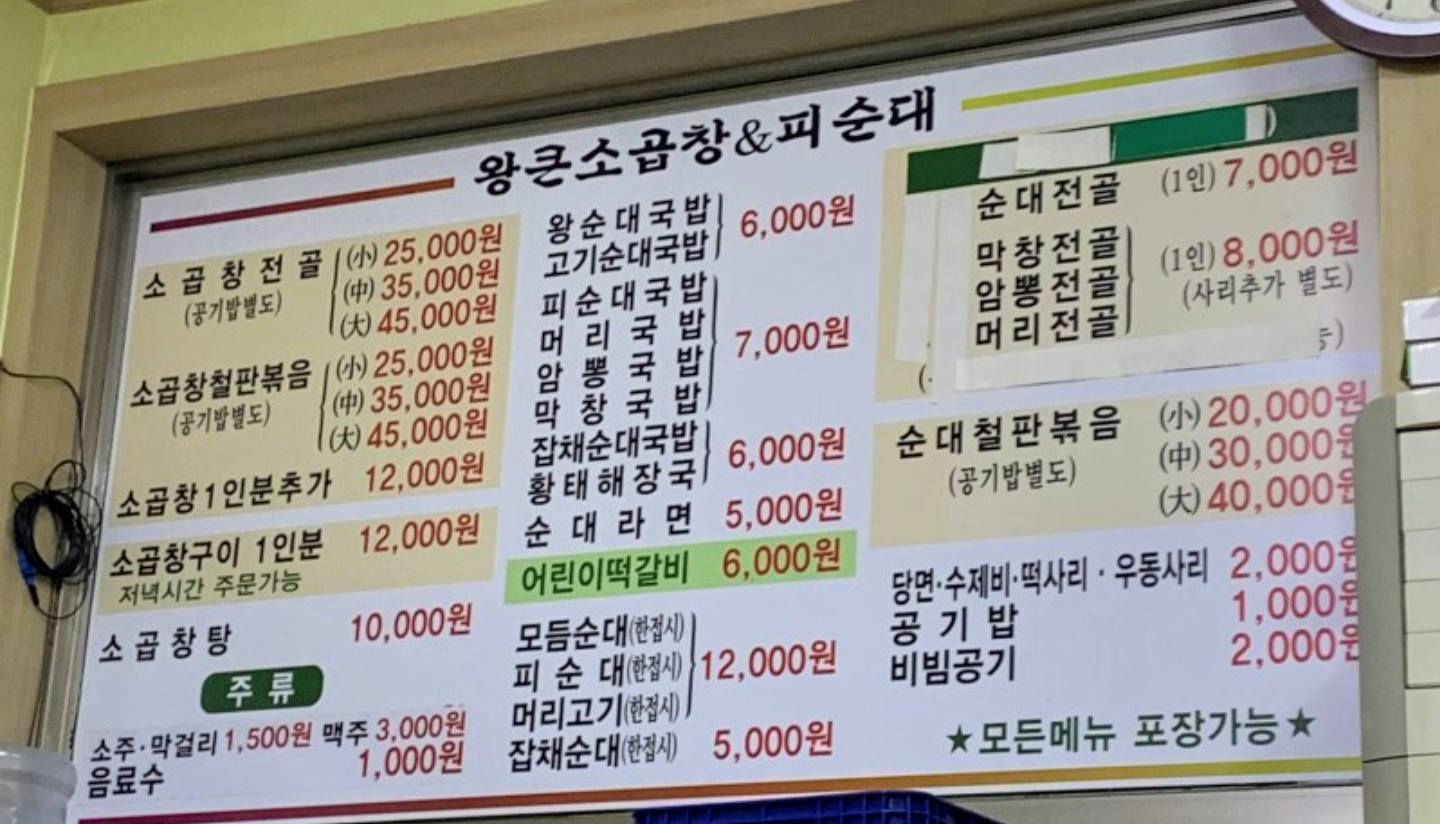 왕큰소곱창&피순대
소곱창전골 (小) 25,000원
(공기밥별도) (中) 35,000원
(大) 45,000원
소곱창철판볶음 (小) 25,000원
(공기밥별도) (中) 35,000원
(大) 45,000원
소곱창1인분추가 12,000원
소곱창구이 1인분 12,000원
저녁시간 주문가능
소곱창탕 10,000원
주류
소주·막걸리 1,500원 맥주 3,000원
음료수 1,000원
왕순대국밥 6,000원
고기순대국밥
피순대국밥
머리국밥 7,000원
암뽕국밥
막창국밥
잡채순대국밥 6,000원
황태해장국
순대라면 5,000원
어린이떡갈비 6,000원
모듬순대(한접시)
피순대(한접시) 12,000원
머리고기(한접시)
잡채순대(한접시) 5,000원
순대전골 (1인) 7,000원
막창전골 (1인) 8,000원
암뽕전골 (사리추가 별도)
머리전골
순대철판볶음 (小) 20,000원
(공기밥별도) (中) 30,000원
(大) 40,000원
당면·수제비·떡사리·우동사리 2,000원
공기밥 1,000원
비빔공기 2,000원
★모든메뉴 포장가능★